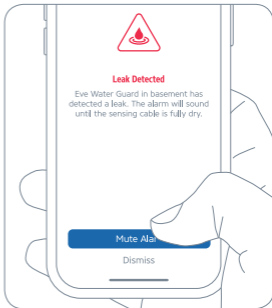 Leak Detected
Eve Water Guard in basement has
detected a leak. The alarm will sound
until the sensing cable is fully dry.
Mute
Dismiss